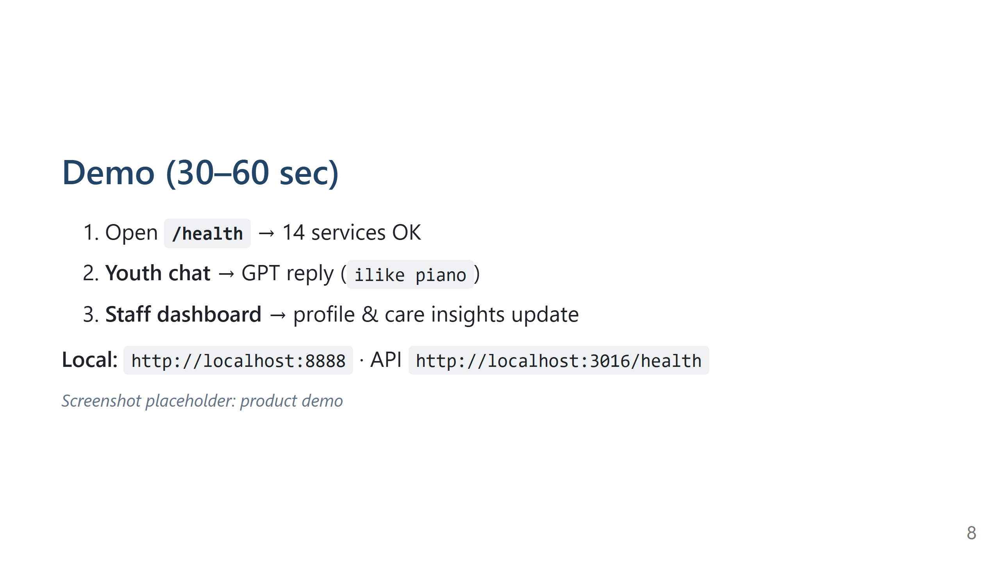 Demo (30–60 sec)
1. Open /health → 14 services OK
2. Youth chat → GPT reply ( ilike piano )
3. Staff dashboard → profile & care insights update
Local: http://localhost:8888 · API http://localhost:3016/health
Screenshot placeholder: product demo
8